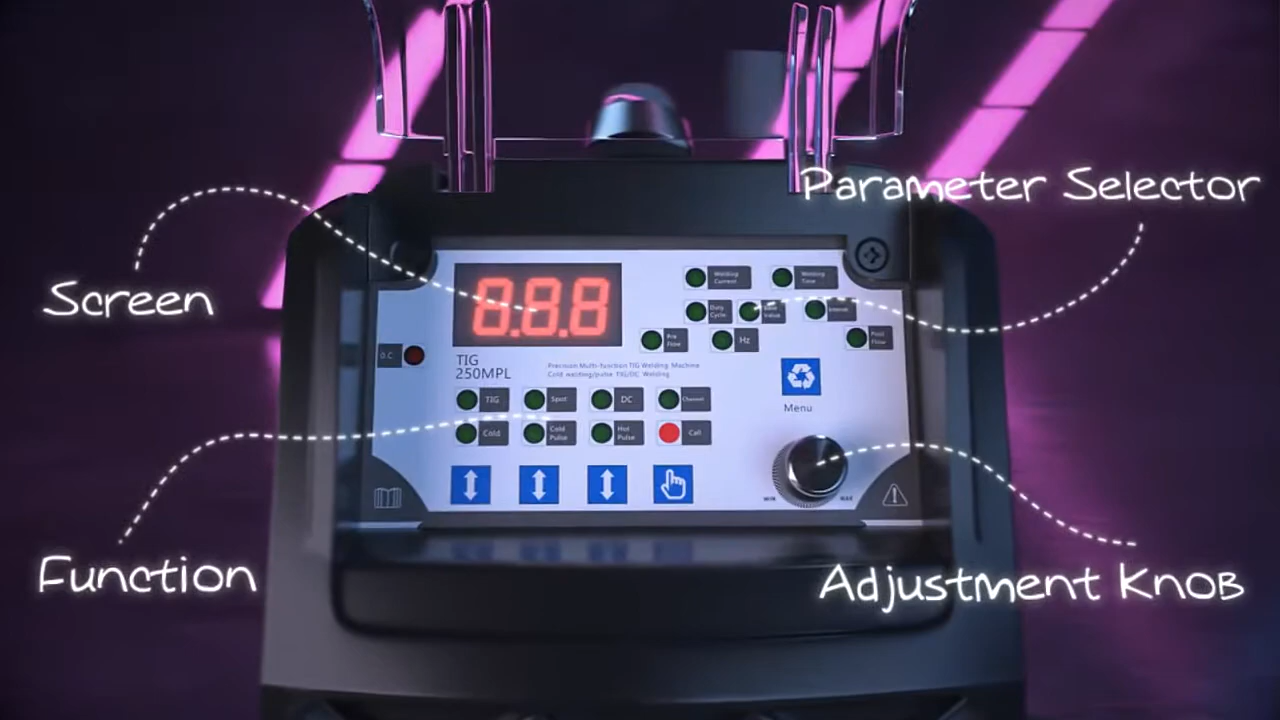 Parameter Selector
Screen
Function
Adjustment Knob
8.8.8
Welding
Current
Welding
Time
Duty
Cycle
Base
Value
Interval
Pre
Flow
Hz
Post
Flow
O.C
TIG
250MPL
Precision Multi-function TIG Welding Machine
Cold welding/pulse TIG/DC Welding
TIG
Spot
DC
Channel
Cold
Cold
Pulse
Hot
Pulse
Call
Menu
MIN
MAX